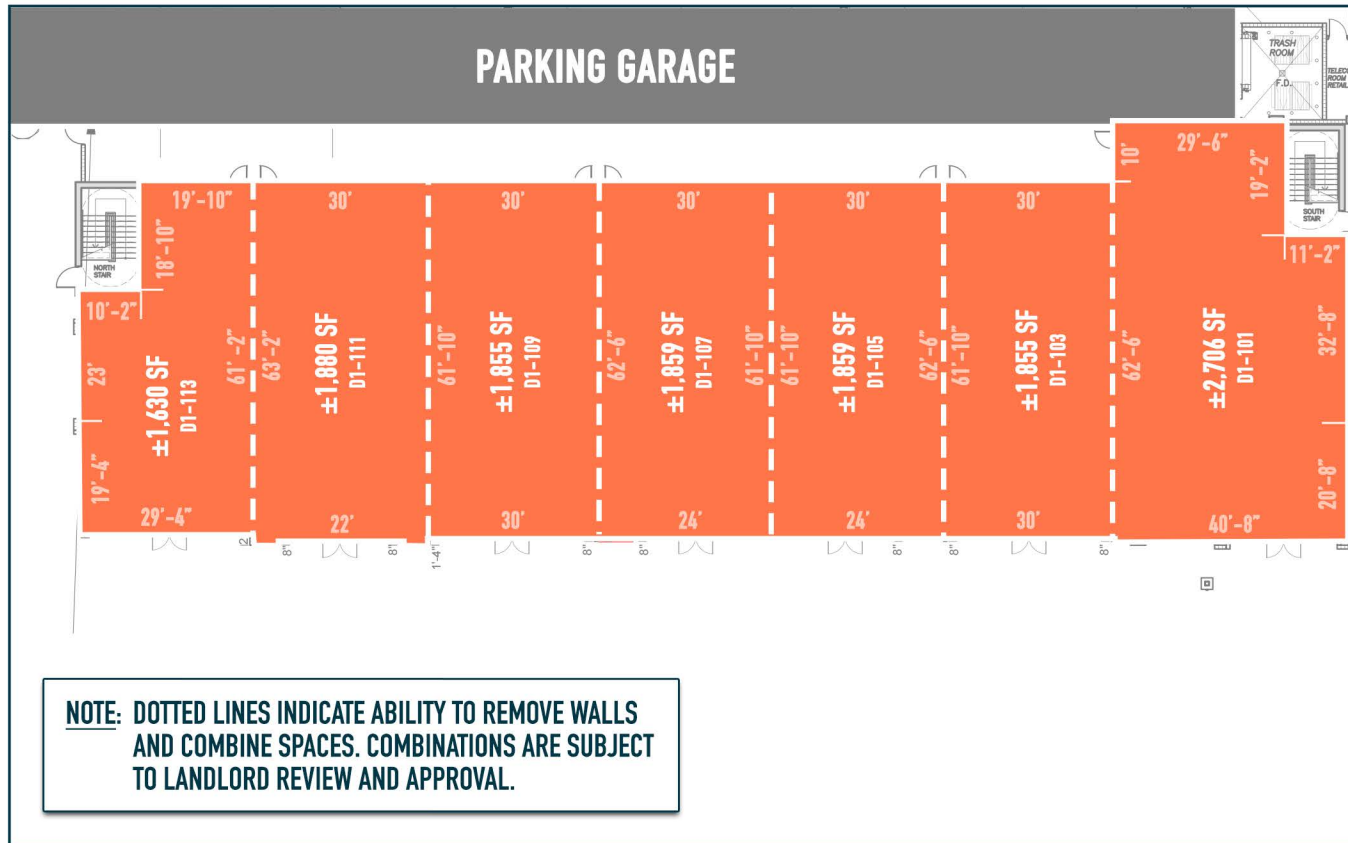 PARKING GARAGE
TRASH
ROOM
F.D.
ROOM
RETAIL
29'-6"
10'
19'-2"
SOUTH
STAIR
11'-2"
19'-10"
30'
30'
30'
30'
30'
18'-10"
NORTH
STAIR
10'-2"
23'
19'-4"
±1,630 SF
D1-113
61'-2"
63'-2"
±1,880 SF
D1-111
61'-10"
±1,855 SF
D1-109
62'-6"
±1,859 SF
D1-107
61'-10"
61'-10"
±1,859 SF
D1-105
62'-6"
61'-10"
±1,855 SF
D1-103
62'-6"
±2,706 SF
D1-101
32'-8"
20'-8"
29'-4"
22'
30'
24'
24'
30'
40'-8"
8"
8"
1'-4"
8"
8"
8"
8"
8"
NOTE: DOTTED LINES INDICATE ABILITY TO REMOVE WALLS
AND COMBINE SPACES. COMBINATIONS ARE SUBJECT
TO LANDLORD REVIEW AND APPROVAL.